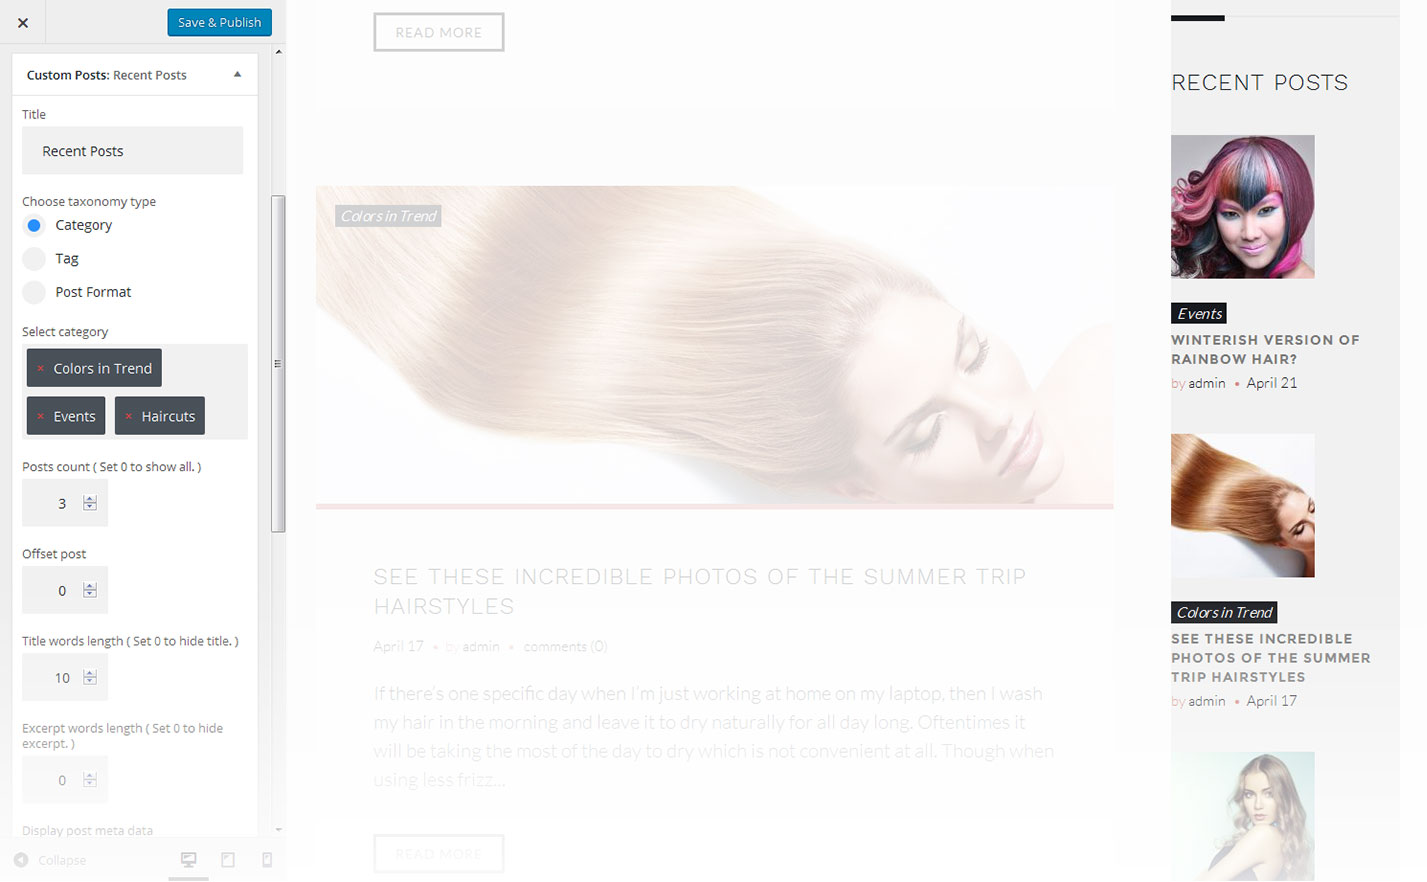 Save & Publish
Custom Posts: Recent Posts
Title
Recent Posts
Choose taxonomy type
Category
Tag
Post Format
Select category
× Colors in Trend
× Events × Haircuts
Posts count ( Set 0 to show all. )
3
Offset post
0
Title words length ( Set 0 to hide title. )
10
Excerpt words length ( Set 0 to hide
excerpt. )
0
Display post meta data
Collapse
READ MORE
Colors in Trend
SEE THESE INCREDIBLE PHOTOS OF THE SUMMER TRIP
HAIRSTYLES
April 17 • by admin • comments (0)
If there's one specific day when I'm just working at home on my laptop, then I wash
my hair in the morning and leave it to dry naturally for all day long. Oftentimes it
will be taking the most of the day to dry which is not convenient at all. Though when
using less frizz...
READ MORE
RECENT POSTS
Events
WINTERISH VERSION OF
RAINBOW HAIR?
by admin • April 21
Colors in Trend
SEE THESE INCREDIBLE
PHOTOS OF THE SUMMER
TRIP HAIRSTYLES
by admin • April 17